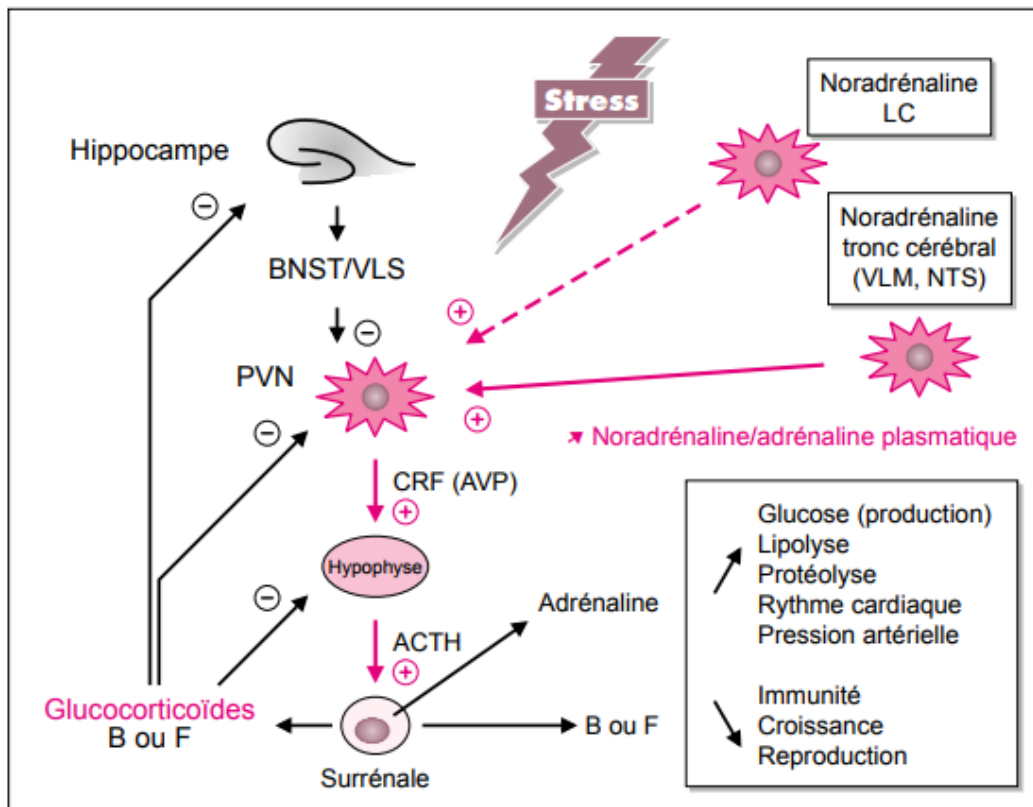 Stress
Noradrénaline
LC
Hippocampe
⊖
Noradrénaline
tronc cérébral
(VLM, NTS)
BNST/VLS
⊕
⊖
PVN
⊕
⊖
↗ Noradrénaline/adrénaline plasmatique
CRF (AVP)
⊕
Hypophyse
⊖
Adrénaline
ACTH
⊕
Glucocorticoïdes
B ou F
B ou F
Surrénale
Glucose (production)
Lipolyse
Protéolyse
Rythme cardiaque
Pression artérielle
Immunité
Croissance
Reproduction